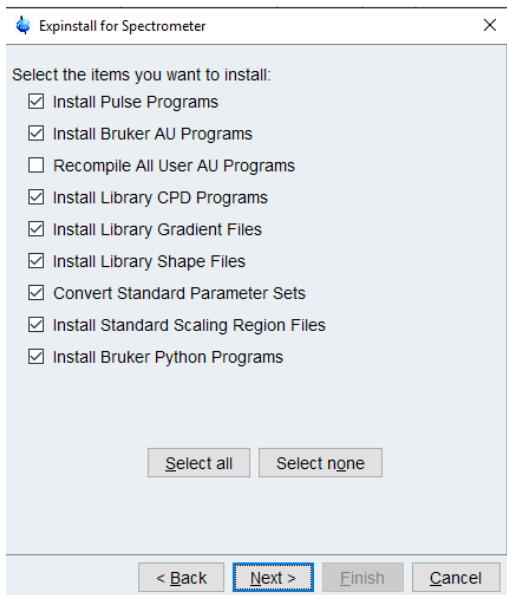 Expinstall for Spectrometer
Select the items you want to install:
Install Pulse Programs
Install Bruker AU Programs
Recompile All User AU Programs
Install Library CPD Programs
Install Library Gradient Files
Install Library Shape Files
Convert Standard Parameter Sets
Install Standard Scaling Region Files
Install Bruker Python Programs
Select all Select none
< Back Next > Finish Cancel